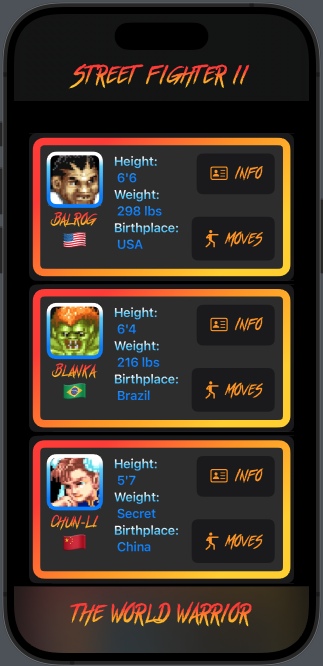 STREET FIGHTER II
Height:
6'6
Weight:
298 lbs
Birthplace:
USA
BALROG
INFO
MOVES
Height:
6'4
Weight:
216 lbs
Birthplace:
Brazil
BLANKA
INFO
MOVES
Height:
5'7
Weight:
Secret
Birthplace:
China
CHUN-LI
INFO
MOVES
THE WORLD WARRIOR